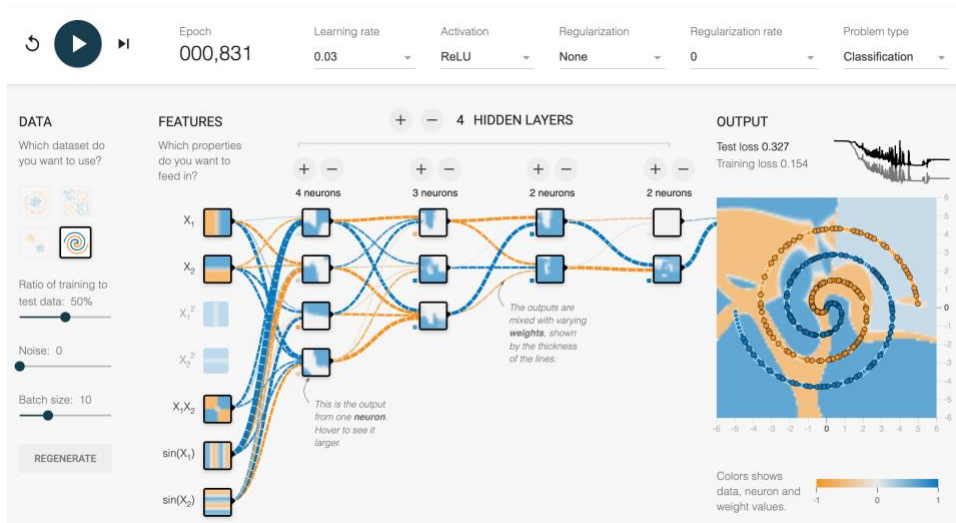 Epoch
000,831
Learning rate
0.03
Activation
ReLU
Regularization
None
Regularization rate
0
Problem type
Classification
DATA
Which dataset do
you want to use?
Ratio of training to
test data: 50%
Noise: 0
Batch size: 10
REGENERATE
FEATURES
Which properties
do you want to
feed in?
X₁
X₂
X₁²
X₂²
X₁X₂
sin(X₁)
sin(X₂)
+ − 4 HIDDEN LAYERS
+ −
4 neurons
+ −
3 neurons
+ −
2 neurons
+ −
2 neurons
This is the output
from one neuron.
Hover to see it
larger.
The outputs are
mixed with varying
weights, shown
by the thickness
of the lines.
OUTPUT
Test loss 0.327
Training loss 0.154
6
5
4
3
2
1
0
-1
-2
-3
-4
-5
-6
-6 -5 -4 -3 -2 -1 0 1 2 3 4 5 6
Colors shows
data, neuron and
weight values.
-1 0 1